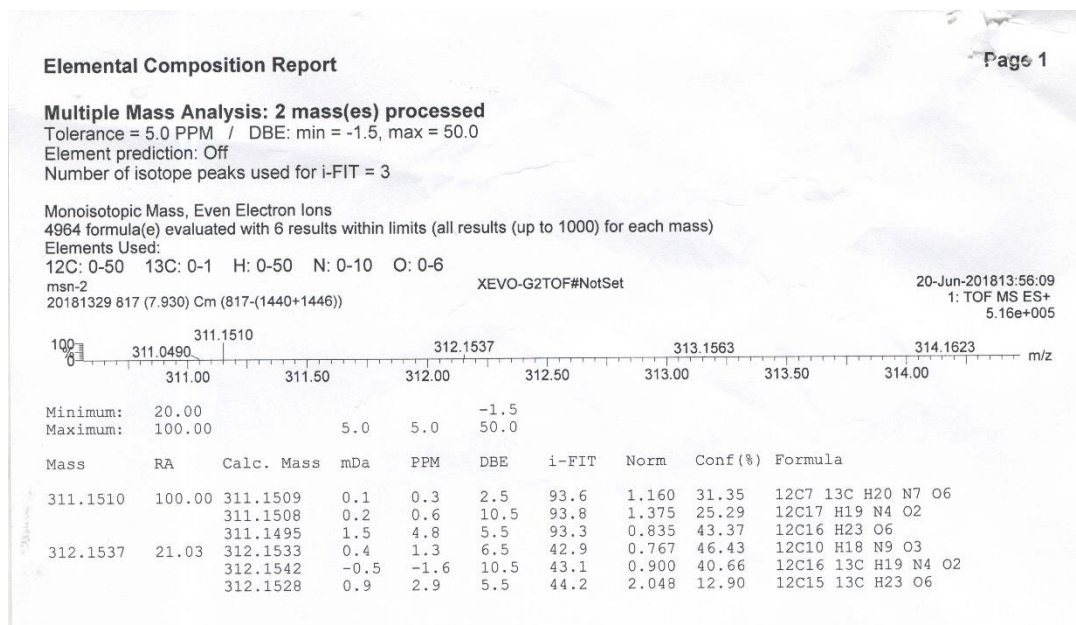 Elemental Composition Report
Page 1
Multiple Mass Analysis: 2 mass(es) processed
Tolerance = 5.0 PPM / DBE: min = -1.5, max = 50.0
Element prediction: Off
Number of isotope peaks used for i-FIT = 3
Monoisotopic Mass, Even Electron Ions
4964 formula(e) evaluated with 6 results within limits (all results (up to 1000) for each mass)
Elements Used:
12C: 0-50 13C: 0-1 H: 0-50 N: 0-10 O: 0-6
msn-2 XEVO-G2TOF#NotSet 20-Jun-201813:56:09
20181329 817 (7.930) Cm (817-(1440+1446)) 1: TOF MS ES+
5.16e+005
311.1510
100 311.0490 312.1537 313.1563 314.1623
%
0 m/z
311.00 311.50 312.00 312.50 313.00 313.50 314.00
Minimum: 20.00 -1.5
Maximum: 100.00 5.0 5.0 50.0
Mass RA Calc. Mass mDa PPM DBE i-FIT Norm Conf(%) Formula
311.1510 100.00 311.1509 0.1 0.3 2.5 93.6 1.160 31.35 12C7 13C H20 N7 O6
311.1508 0.2 0.6 10.5 93.8 1.375 25.29 12C17 H19 N4 O2
311.1495 1.5 4.8 5.5 93.3 0.835 43.37 12C16 H23 O6
312.1537 21.03 312.1533 0.4 1.3 6.5 42.9 0.767 46.43 12C10 H18 N9 O3
312.1542 -0.5 -1.6 10.5 43.1 0.900 40.66 12C16 13C H19 N4 O2
312.1528 0.9 2.9 5.5 44.2 2.048 12.90 12C15 13C H23 O6